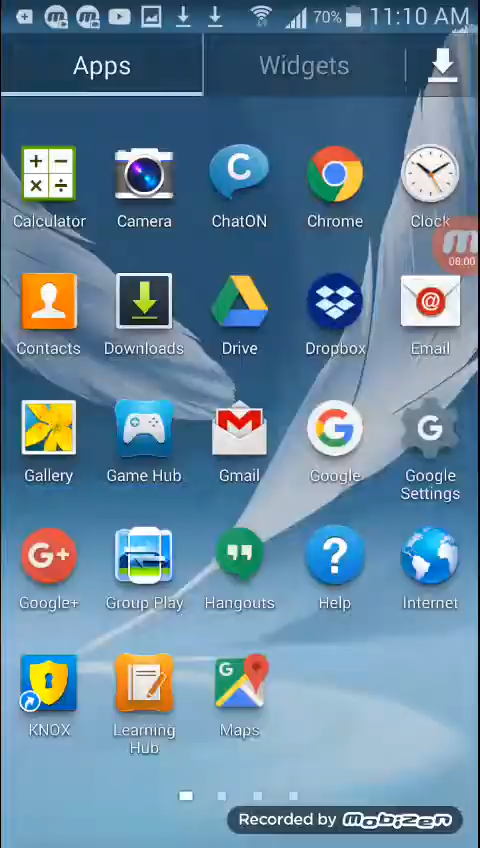 70% 11:10 AM
Apps Widgets
Calculator Camera ChatON Chrome Clock
08:00
Contacts Downloads Drive Dropbox Email
Gallery Game Hub Gmail Google Google
Settings
Google+ Group Play Hangouts Help Internet
KNOX Learning Maps
Hub
Recorded by Mobizen